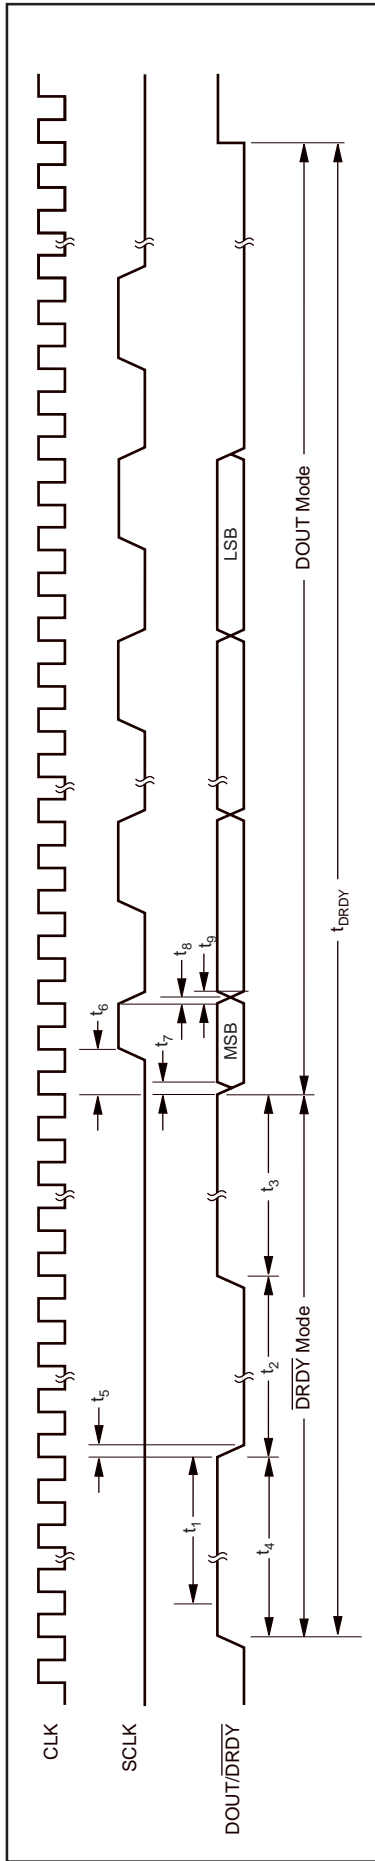 CLK
SCLK
DOUT/DRDY
t5
t6
t8
t9
t7
t1
MSB
LSB
t4
t2
t3
DRDY Mode
DOUT Mode
tDRDY